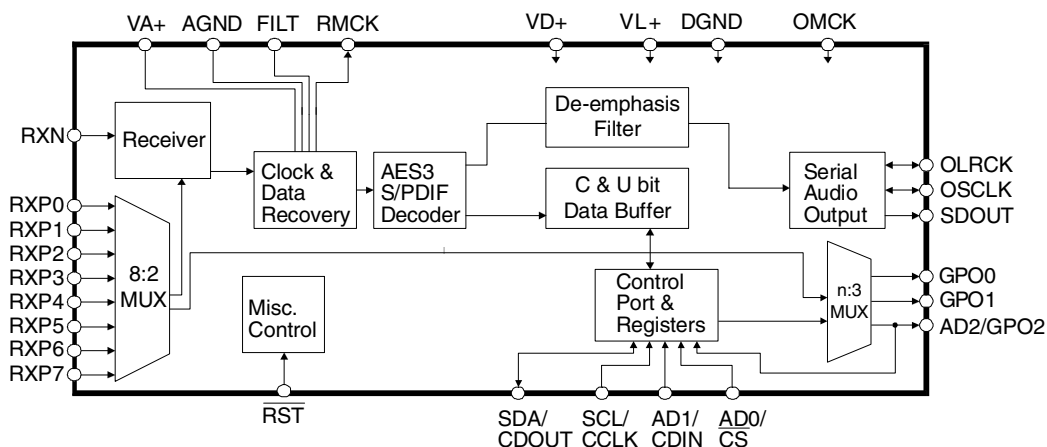 VA+ AGND FILT RMCK VD+ VL+ DGND OMCK
RXN
Receiver
Clock &
Data
Recovery
AES3
S/PDIF
Decoder
De-emphasis
Filter
C & U bit
Data Buffer
Serial
Audio
Output
OLRCK
OSCLK
SDOUT
RXP0
RXP1
RXP2
RXP3
RXP4
RXP5
RXP6
RXP7
8:2
MUX
Misc.
Control
Control
Port &
Registers
n:3
MUX
GPO0
GPO1
AD2/GPO2
RST
SDA/
CDOUT
SCL/
CCLK
AD1/
CDIN
AD0/
CS